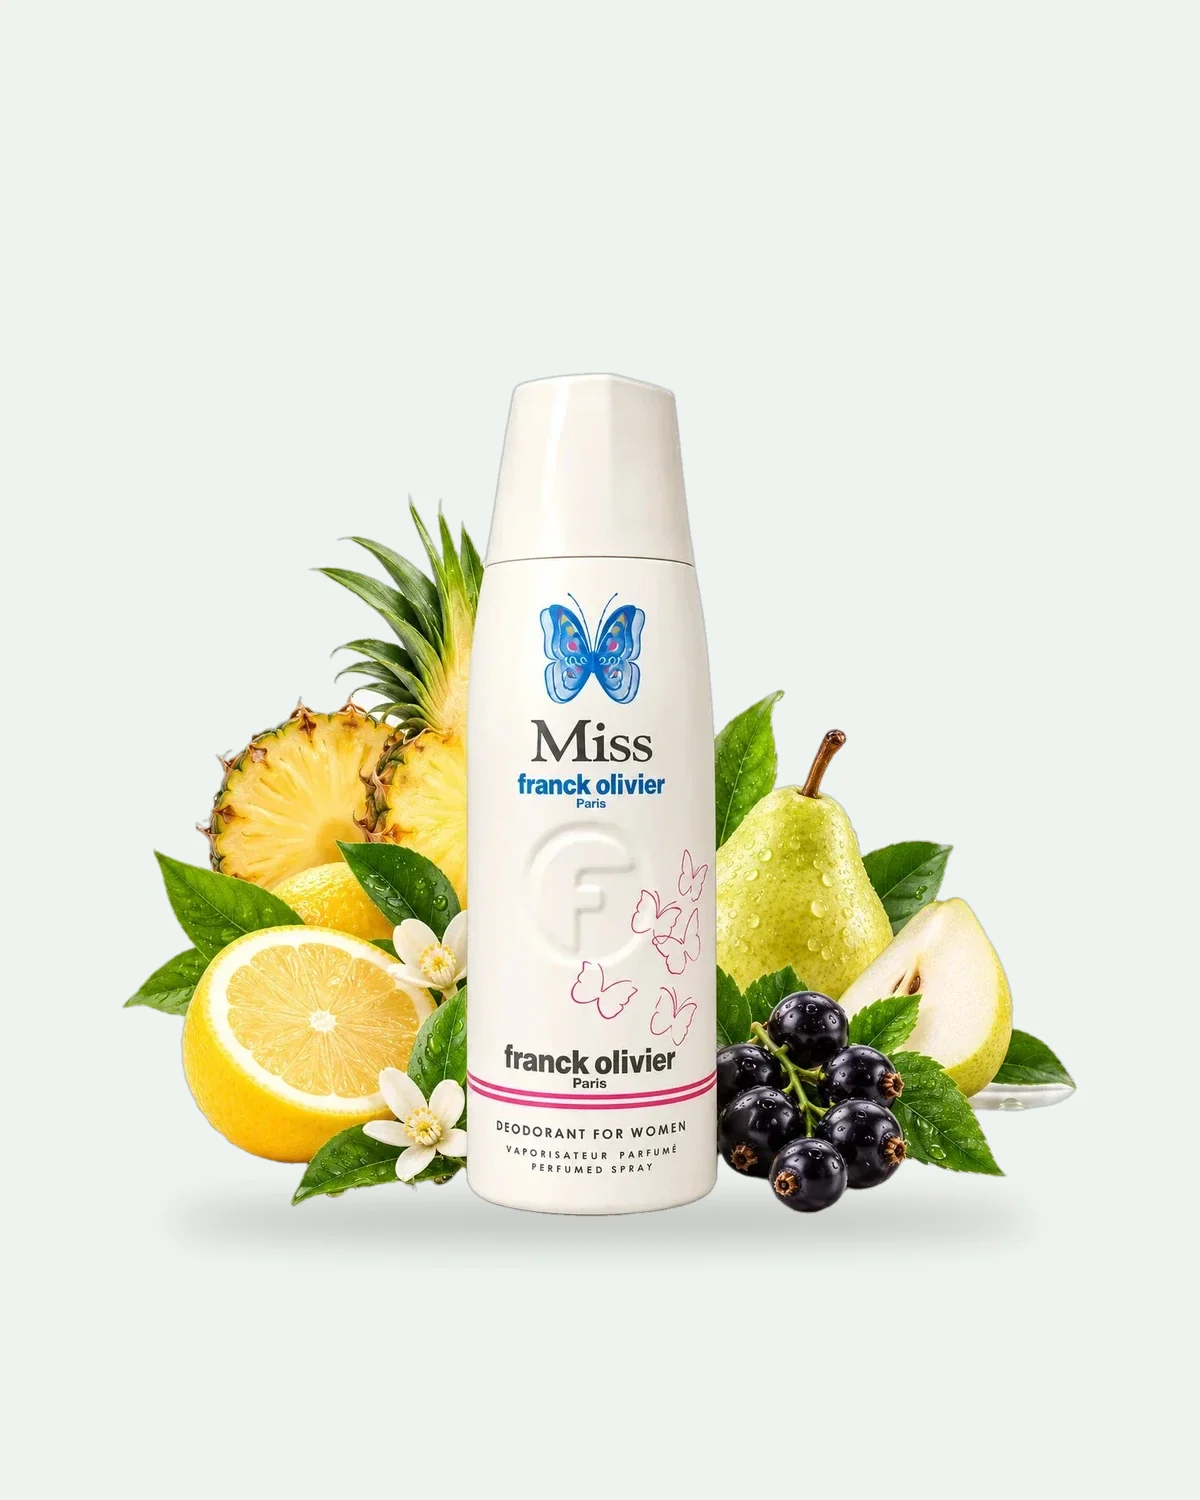 Miss
franck olivier
Paris
F
franck olivier
Paris
DEODORANT FOR WOMEN
VAPORISATEUR PARFUMÉ
PERFUMED SPRAY